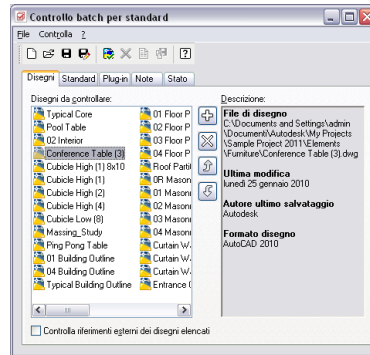 Controllo batch per standard
File Controlla ?
Disegni Standard Plug-in Note Stato
Disegni da controllare:
Typical Core
Pool Table
02 Interior
Conference Table (3)
Cubicle High (1) 8x10
Cubicle High (1)
Cubicle High (2)
Cubicle High (4)
Cubicle Low (8)
Massing_Study
Ping Pong Table
01 Building Outline
04 Building Outline
Typical Building Outline
01 Floor P
02 Floor P
03 Floor P
04 Floor P
Roof Parti
0R Mason
01 Mason
02 Mason
03 Mason
04 Mason
Curtain W
Curtain W
Entrance (
Descrizione:
File di disegno
C:\Documents and Settings\admin
\Documenti\Autodesk\My Projects
\Sample Project 2011\Elements
\Furniture\Conference Table (3).dwg
Ultima modifica
lunedì 25 gennaio 2010
Autore ultimo salvataggio
Autodesk
Formato disegno
AutoCAD 2010
Controlla riferimenti esterni dei disegni elencati